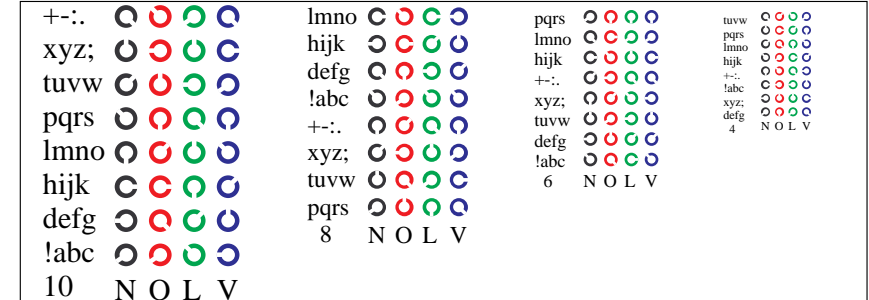 +-:.
xyz;
tuvw
pqrs
lmno
hijk
defg
!abc
10 N O L V
lmno
hijk
defg
!abc
+-:.
xyz;
tuvw
pqrs
8 N O L V
pqrs
lmno
hijk
+-:.
xyz;
tuvw
defg
!abc
6 N O L V
tuvw
pqrs
lmno
hijk
+-:.
!abc
xyz;
defg
4 N O L V